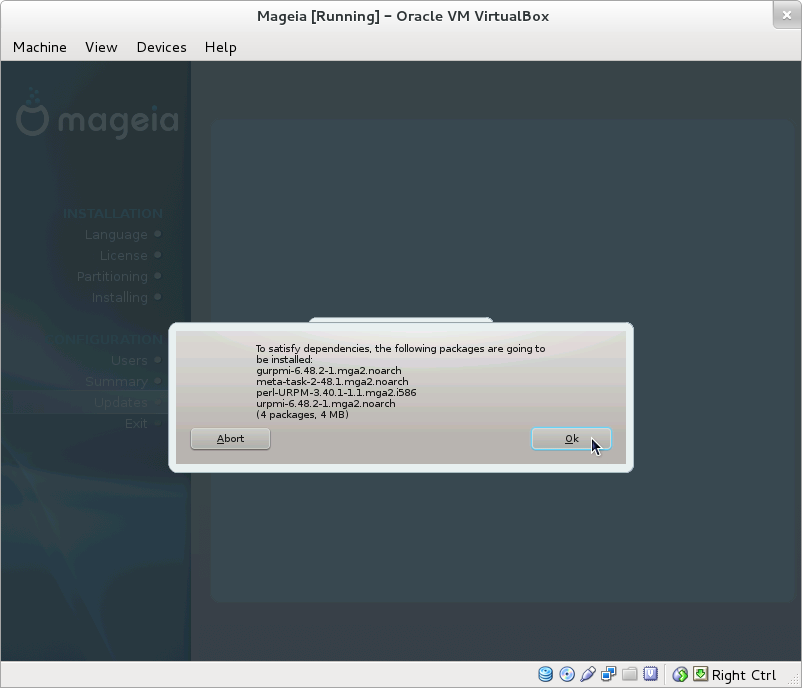 Mageia [Running] – Oracle VM VirtualBox
Machine View Devices Help
mageia
INSTALLATION
Language
License
Partitioning
Installing
CONFIGURATION
Users
Summary
Updates
Exit
To satisfy dependencies, the following packages are going to
be installed:
gurpmi-6.48.2-1.mga2.noarch
meta-task-2-48.1.mga2.noarch
perl-URPM-3.40.1-1.1.mga2.i586
urpmi-6.48.2-1.mga2.noarch
(4 packages, 4 MB)
Abort
Ok
Right Ctrl